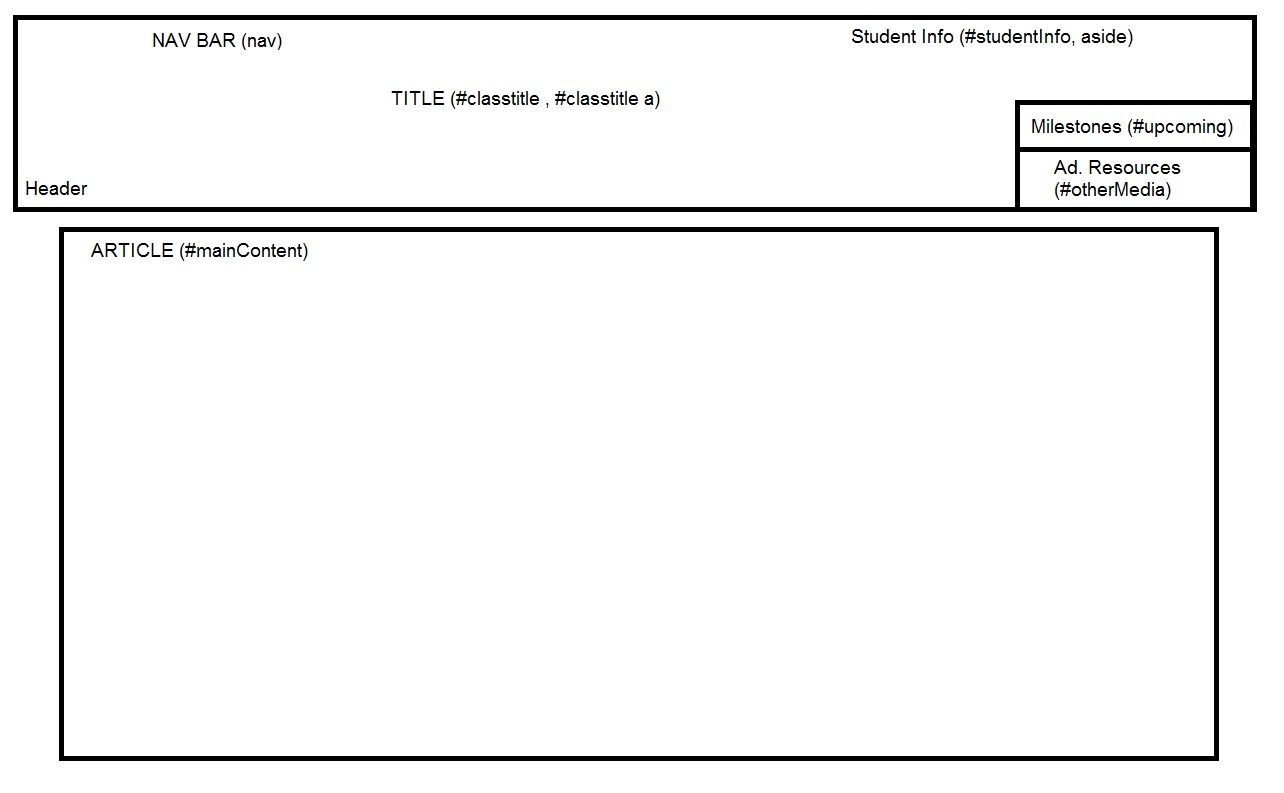 NAV BAR (nav)
Student Info (#studentInfo, aside)
TITLE (#classtitle , #classtitle a)
Milestones (#upcoming)
Ad. Resources
(#otherMedia)
Header
ARTICLE (#mainContent)